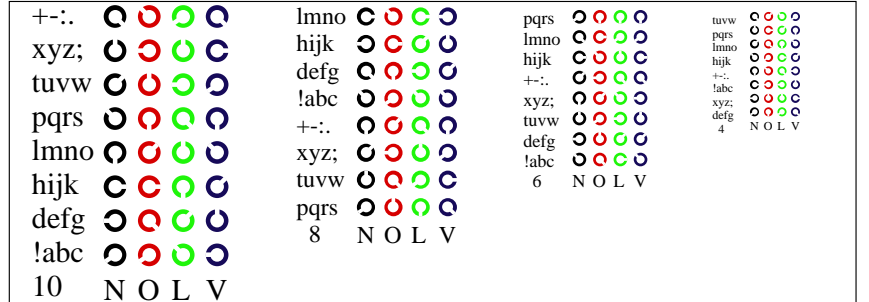 +-:.
xyz;
tuvw
pqrs
lmno
hijk
defg
!abc
10 N O L V
lmno
hijk
defg
!abc
+-:.
xyz;
tuvw
pqrs
8 N O L V
pqrs
lmno
hijk
+-:.
xyz;
tuvw
defg
!abc
6 N O L V
tuvw
pqrs
lmno
hijk
+-:.
!abc
xyz;
defg
4 N O L V